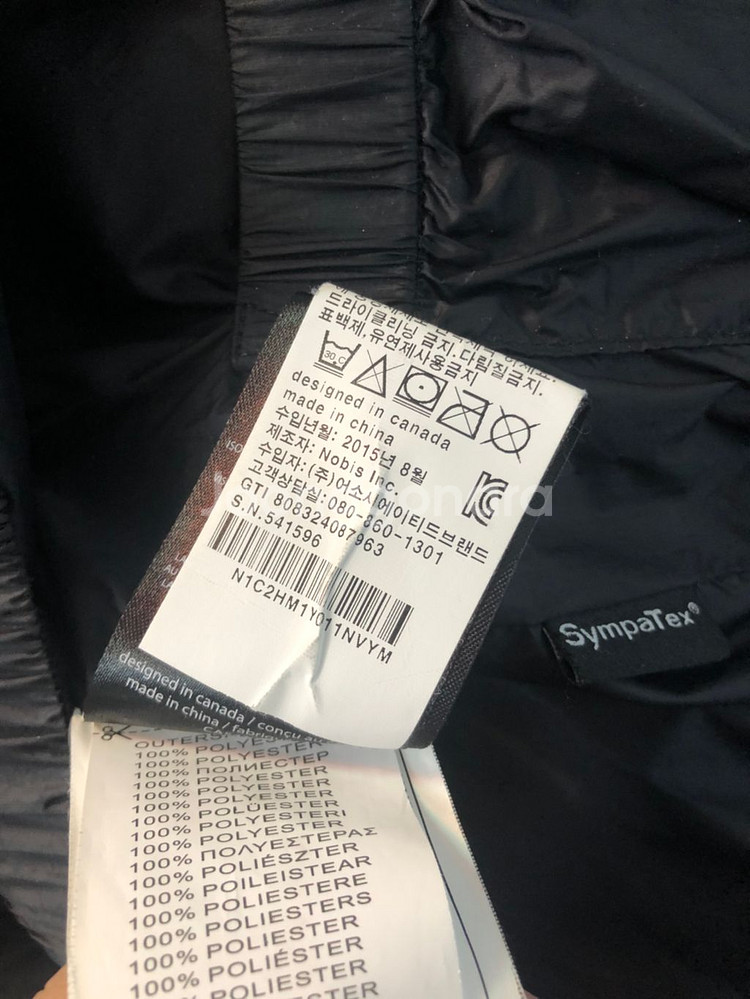 드라이클리닝 금지. 다림질금지.
표백제, 유연제사용금지
30 C
designed in canada
made in china
수입년월: 2015년 8월
제조자: Nobis Inc.
수입자: (주)어소시에이티드브랜드
고객상담실:080-860-1301
GTI 808324087963
S.N.541596
N1C2HM1Y011NVYM
SympaTex®
designed in canada / conçu au
made in china /
100% POLYESTER
100% ПОЛИЕСТЕР
100% POLYESTER
100% POLYESTER
100% POLÜESTER
100% POLYESTERI
100% POLYESTER
100% ΠΟΛΥΕΣΤΕΡΑΣ
100% POLIÉSZTER
100% POILEISTEAR
100% POLIESTERE
100% POLIESTERS
100% POLIESTER
100% POLIÉSTER
100% POLIESTER